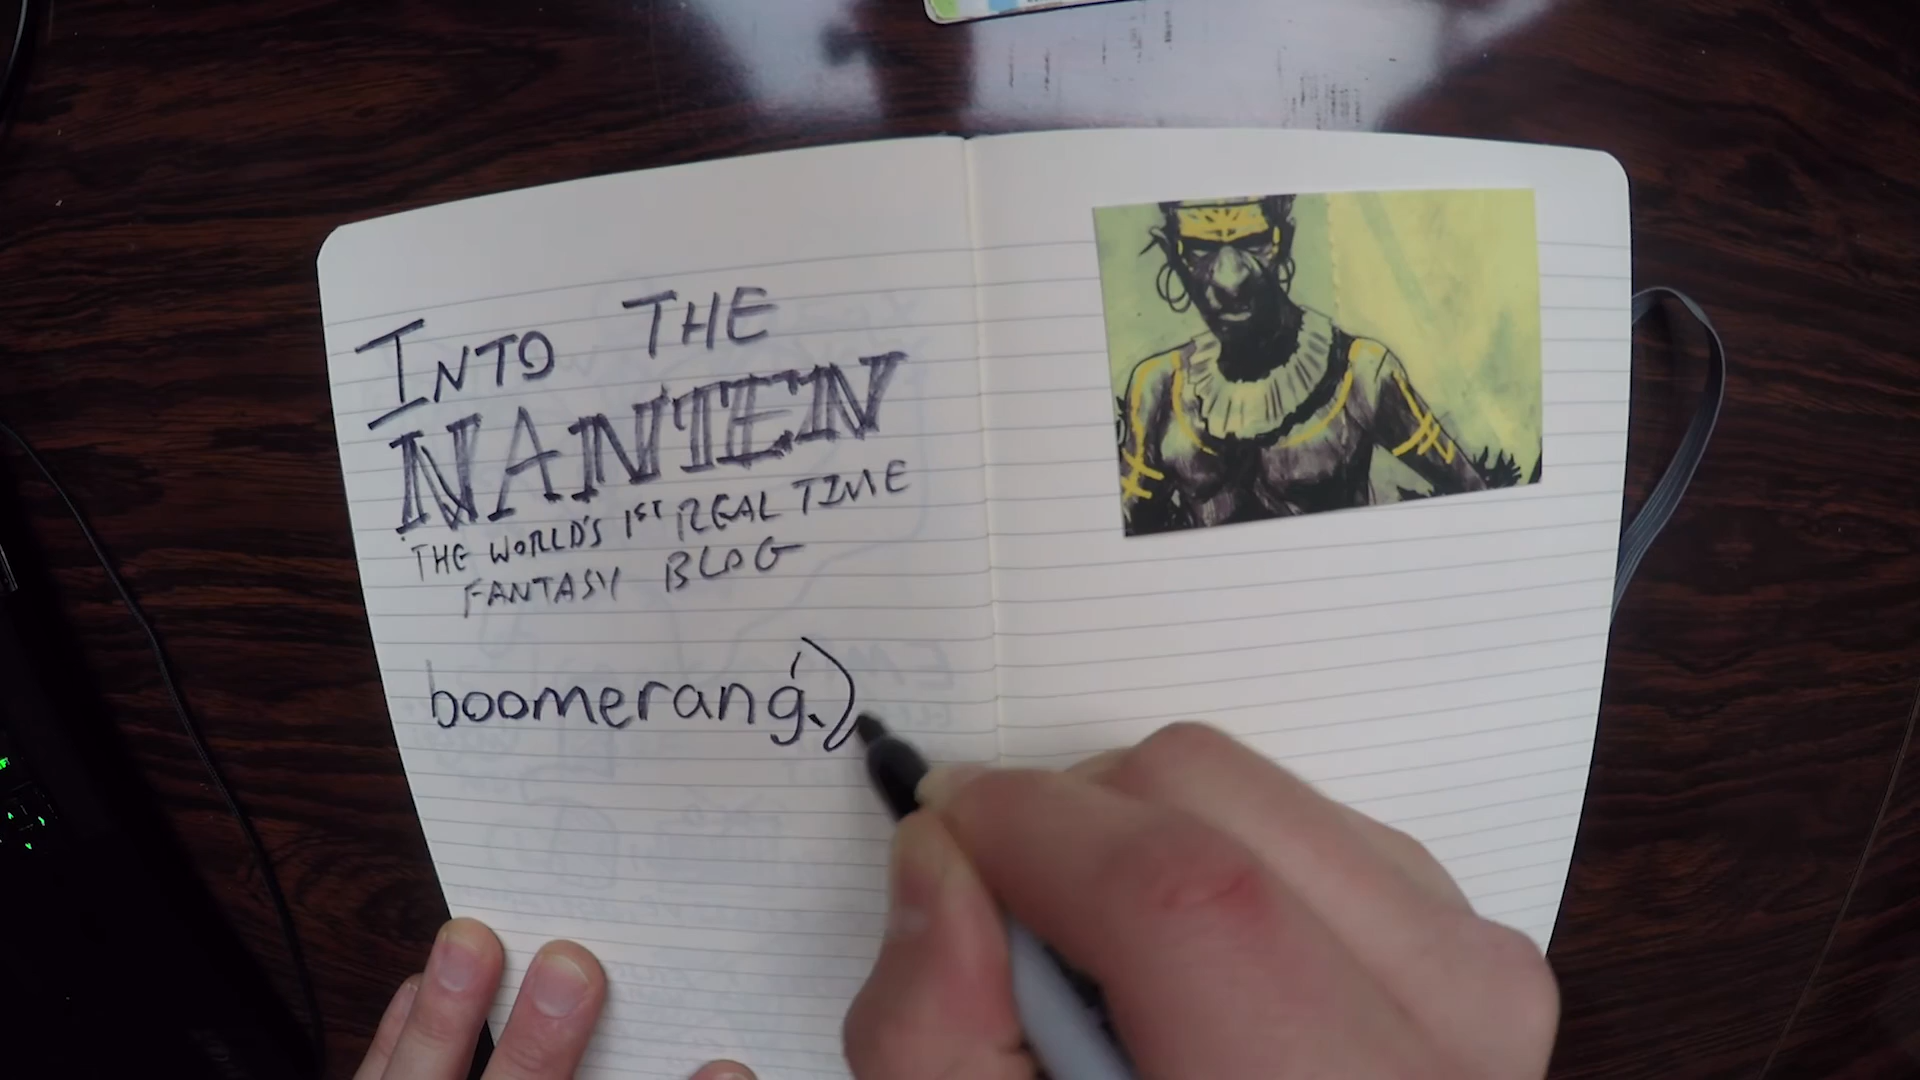 INTO THE
NANTEN
THE WORLD'S 1ST REAL TIME
FANTASY BLOG
boomerang